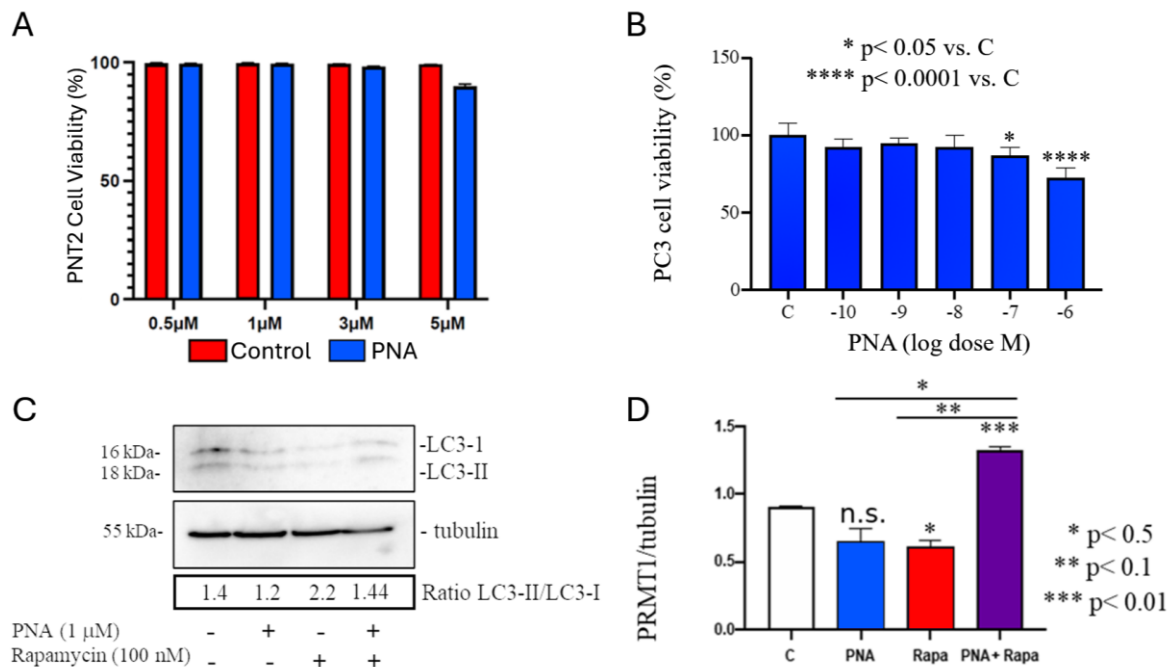 A
PNT2 Cell Viability (%)
100
50
0
0.5µM 1µM 3µM 5µM
Control PNA
B
* p< 0.05 vs. C
**** p< 0.0001 vs. C
PC3 cell viability (%)
150
100
50
0
*
****
C -10 -9 -8 -7 -6
PNA (log dose M)
C
16 kDa-
18 kDa-
-LC3-1
-LC3-II
55 kDa-
- tubulin
1.4 1.2 2.2 1.44
Ratio LC3-II/LC3-I
PNA (1 µM) - + - +
Rapamycin (100 nM) - - + +
D
PRMT1/tubulin
1.5
1.0
0.5
0.0
*
**
***
n.s.
*
C PNA Rapa PNA+ Rapa
* p< 0.5
** p< 0.1
*** p< 0.01